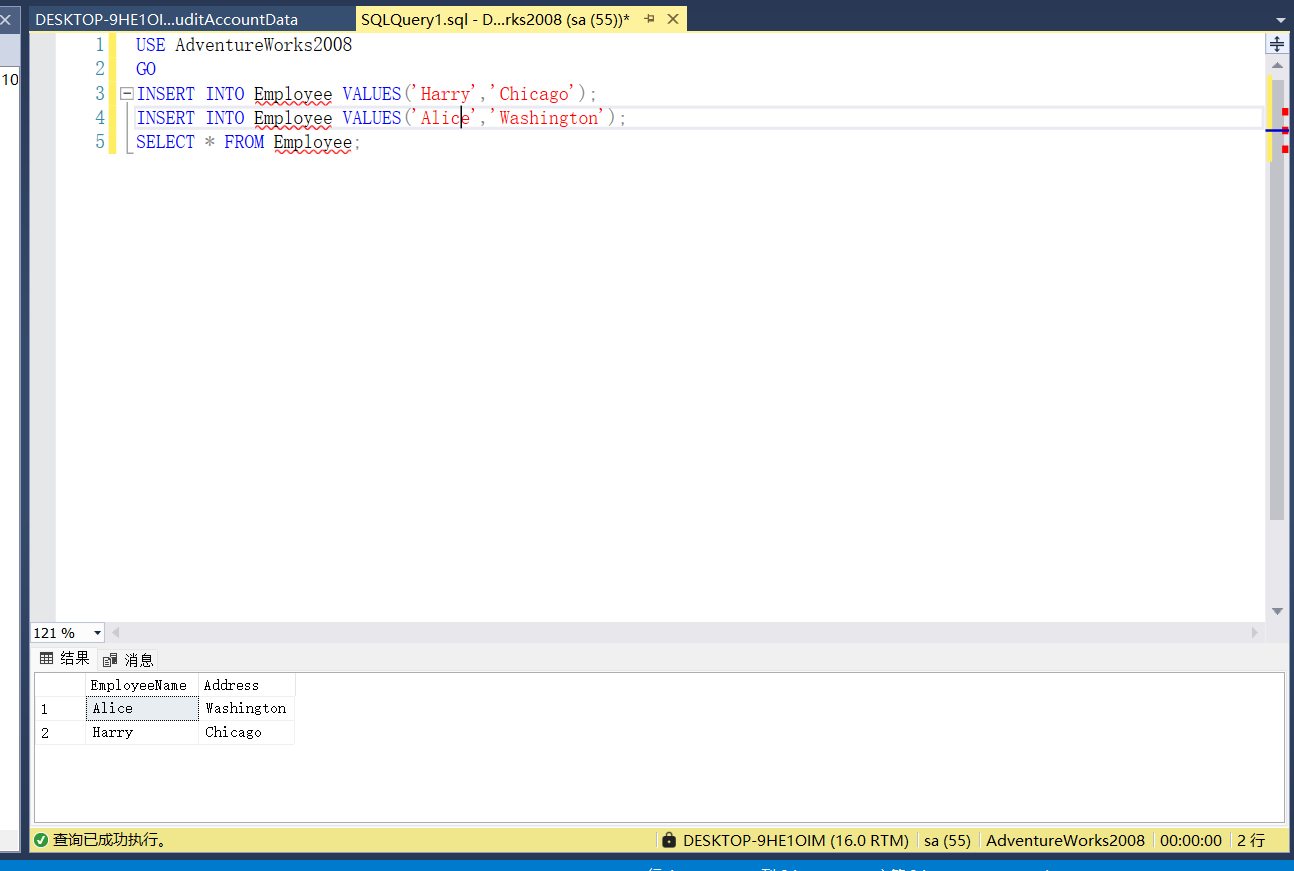 DESKTOP-9HE1OI...uditAccountData
SQLQuery1.sql - D...rks2008 (sa (55))*
10
1 USE AdventureWorks2008
2 GO
3 INSERT INTO Employee VALUES('Harry','Chicago');
4 INSERT INTO Employee VALUES('Alice','Washington');
5 SELECT * FROM Employee;
121 %
结果 消息
EmployeeName Address
1 Alice Washington
2 Harry Chicago
查询已成功执行。 DESKTOP-9HE1OIM (16.0 RTM) sa (55) AdventureWorks2008 00:00:00 2 行